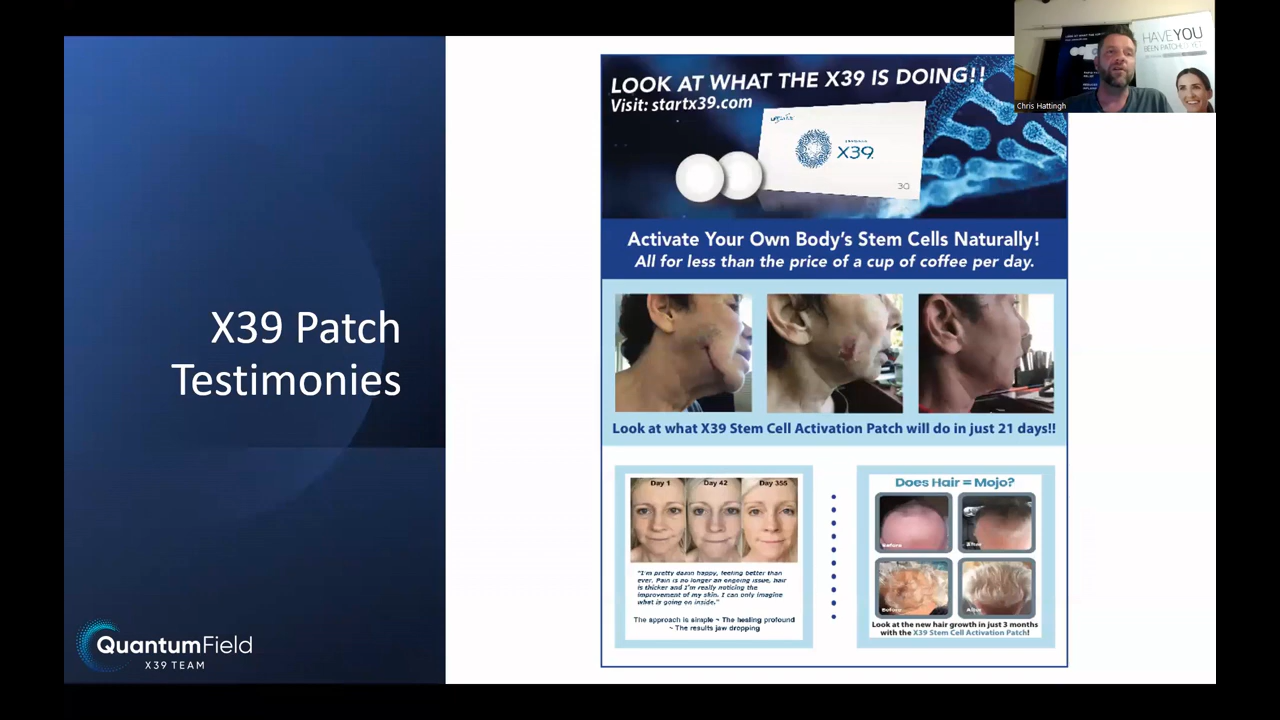 X39 Patch
Testimonies
QuantumField
X39 TEAM
LOOK AT WHAT THE X39 IS DOING!!
Visit: startx39.com
X39
30
Activate Your Own Body's Stem Cells Naturally!
All for less than the price of a cup of coffee per day.
Look at what X39 Stem Cell Activation Patch will do in just 21 days!!
Day 1
Day 42
Day 355
"I'm pretty damn happy, feeling better than
ever. Pain is no longer an ongoing issue, hair
is thicker and I'm really noticing the
improvement of my skin. I can only imagine
what is going on inside."
The approach is simple ~ The healing profound
~ The results jaw dropping
Does Hair = Mojo?
Before
After
Before
After
Look at the new hair growth in just 3 months
with the X39 Stem Cell Activation Patch!
HAVE YOU
BEEN PATCHED YET
Chris Hattingh